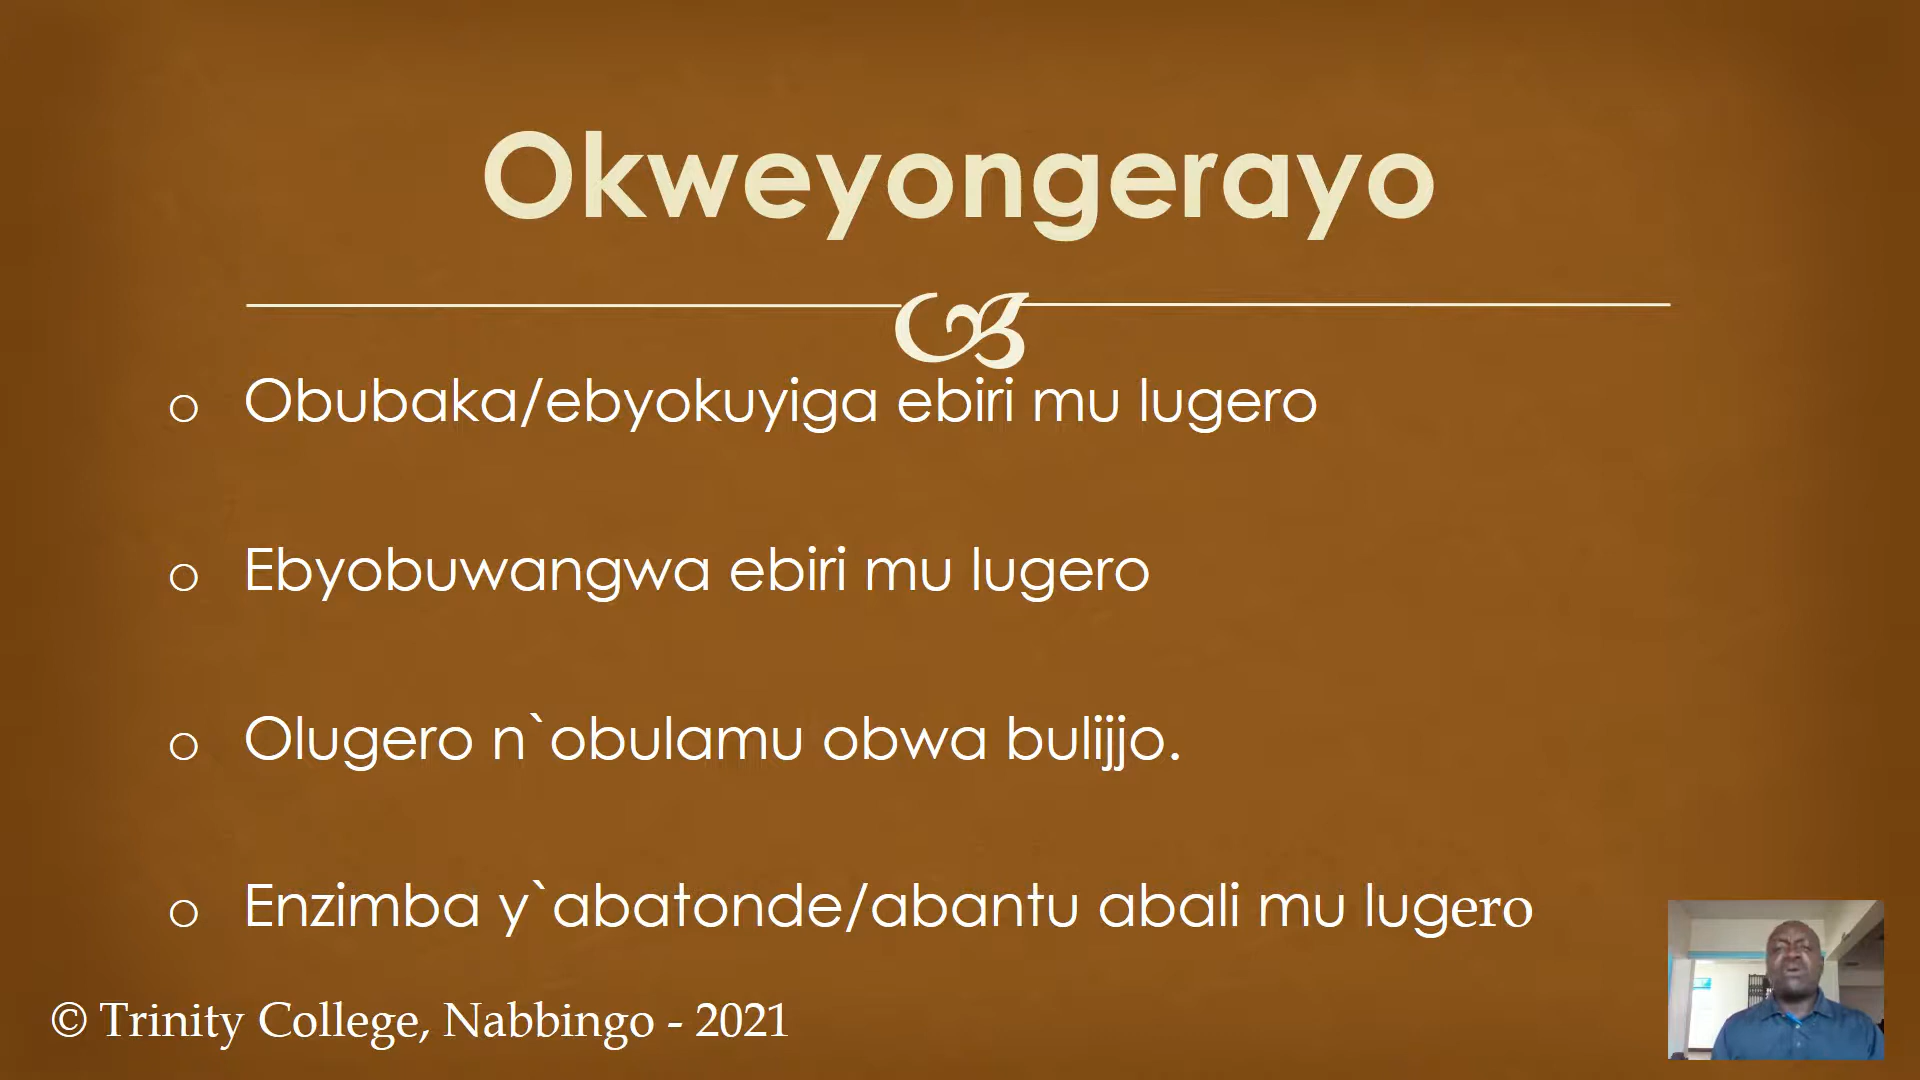 Okweyongerayo
Obubaka/ebyokuyiga ebiri mu lugero
Ebyobuwangwa ebiri mu lugero
Olugero n`obulamu obwa bulijjo.
Enzimba y`abatonde/abantu abali mu lugero
© Trinity College, Nabbingo - 2021